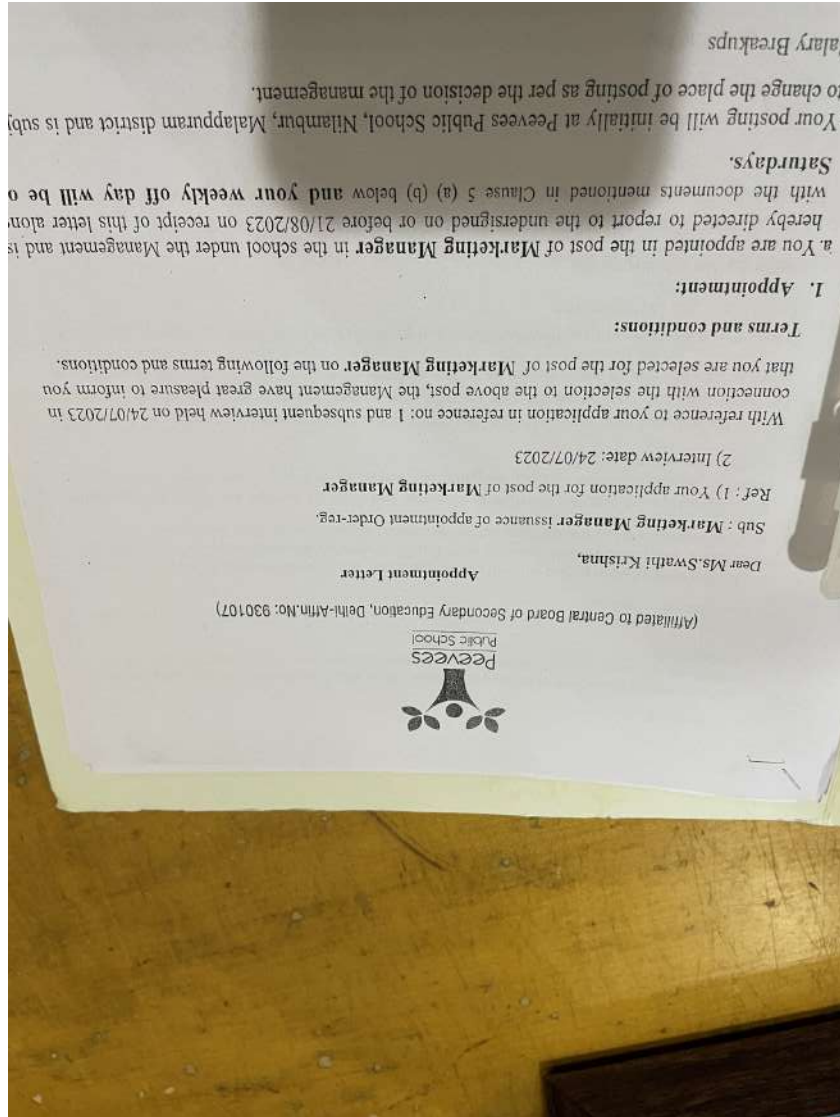 Peevees
Public School
(Affiliated to Central Board of Secondary Education, Delhi-Affin.No: 930107)
Appointment Letter
Dear Ms.Swathi Krishna,
Sub : Marketing Manager issuance of appointment Order-reg.
Ref : 1) Your application for the post of Marketing Manager
2) Interview date: 24/07/2023
With reference to your application in reference no: 1 and subsequent interview held on 24/07/2023 in
connection with the selection to the above post, the Management have great pleasure to inform you
that you are selected for the post of Marketing Manager on the following terms and conditions.
Terms and conditions:
1. Appointment:
a. You are appointed in the post of Marketing Manager in the school under the Management and is
hereby directed to report to the undersigned on or before 21/08/2023 on receipt of this letter alon
with the documents mentioned in Clause 5 (a) (b) below and your weekly off day will be o
Saturdays.
Your posting will be initially at Peevees Public School, Nilambur, Malappuram district and is subj
to change the place of posting as per the decision of the management.
alary Breakups